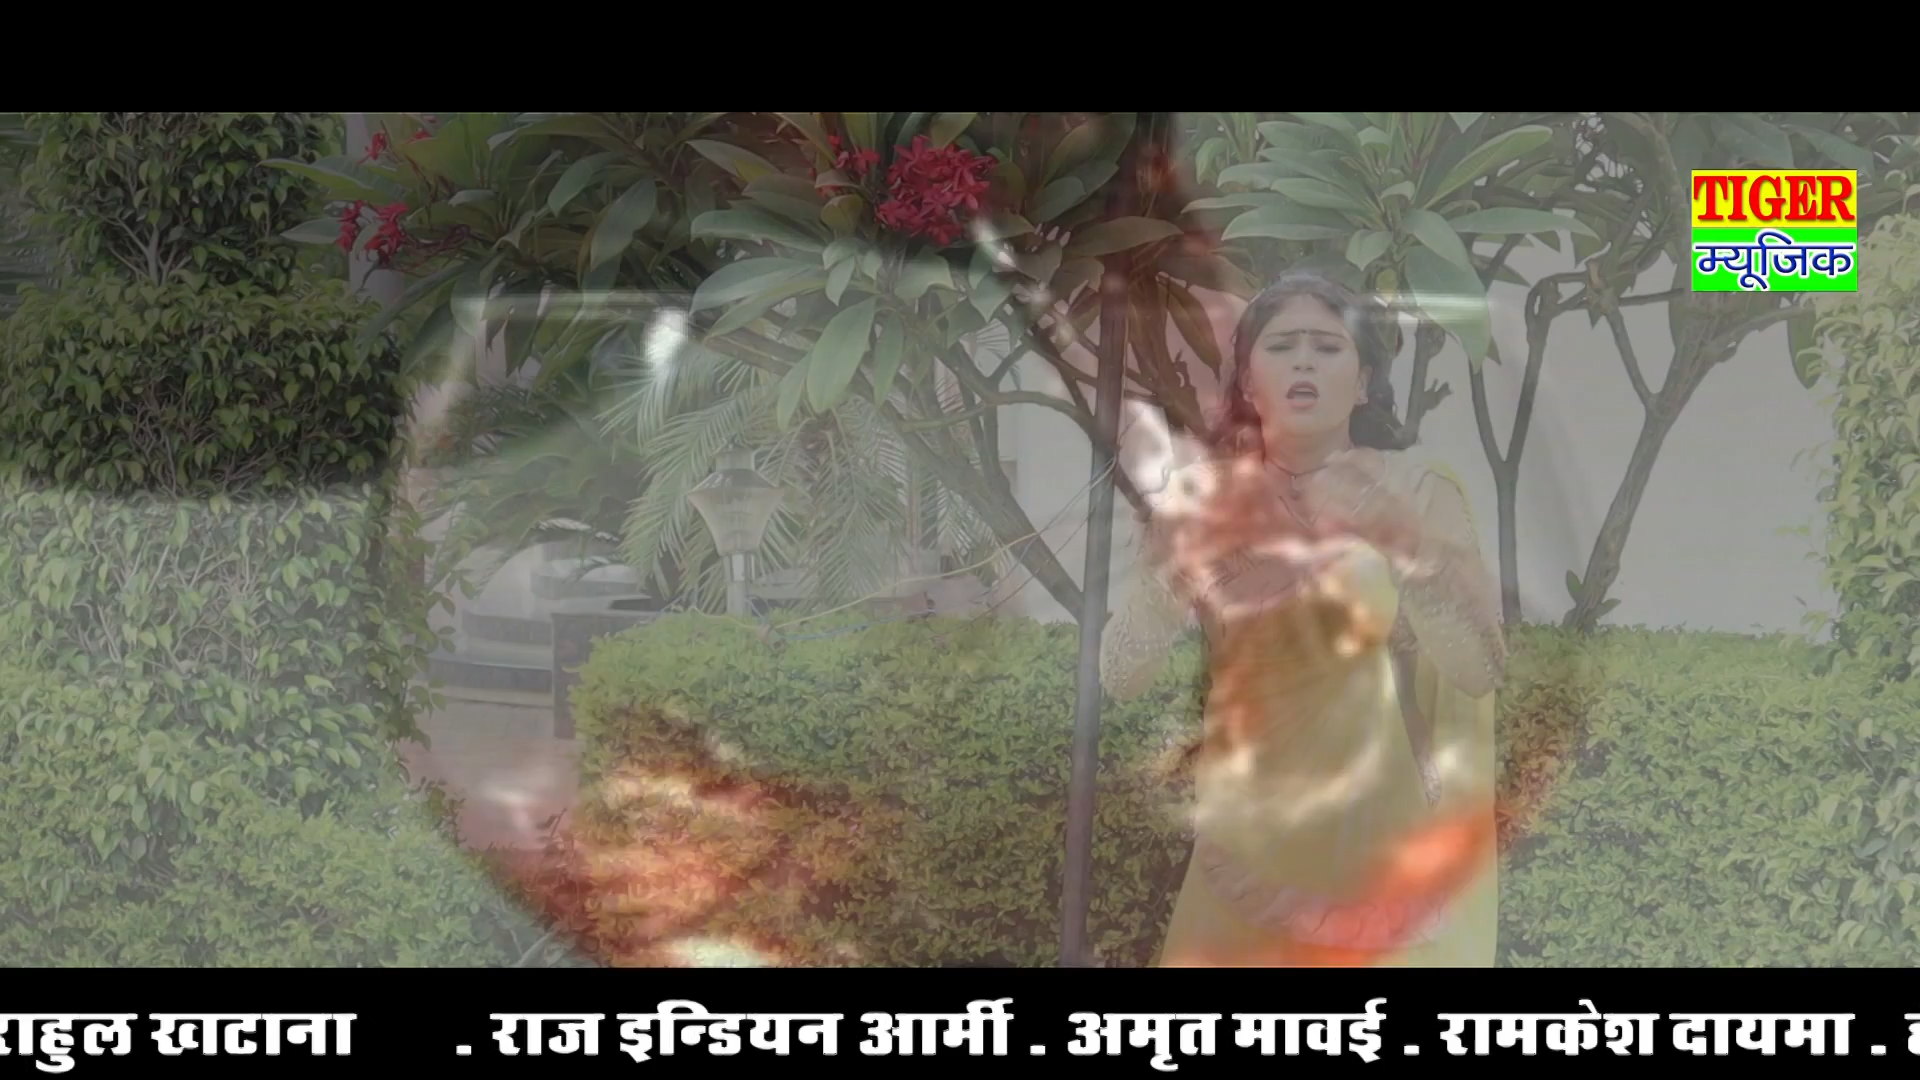 TIGER
म्यूजिक
राहुल खटाना . राज इन्डियन आर्मी . अमृत मावई . रामकेश दायमा .